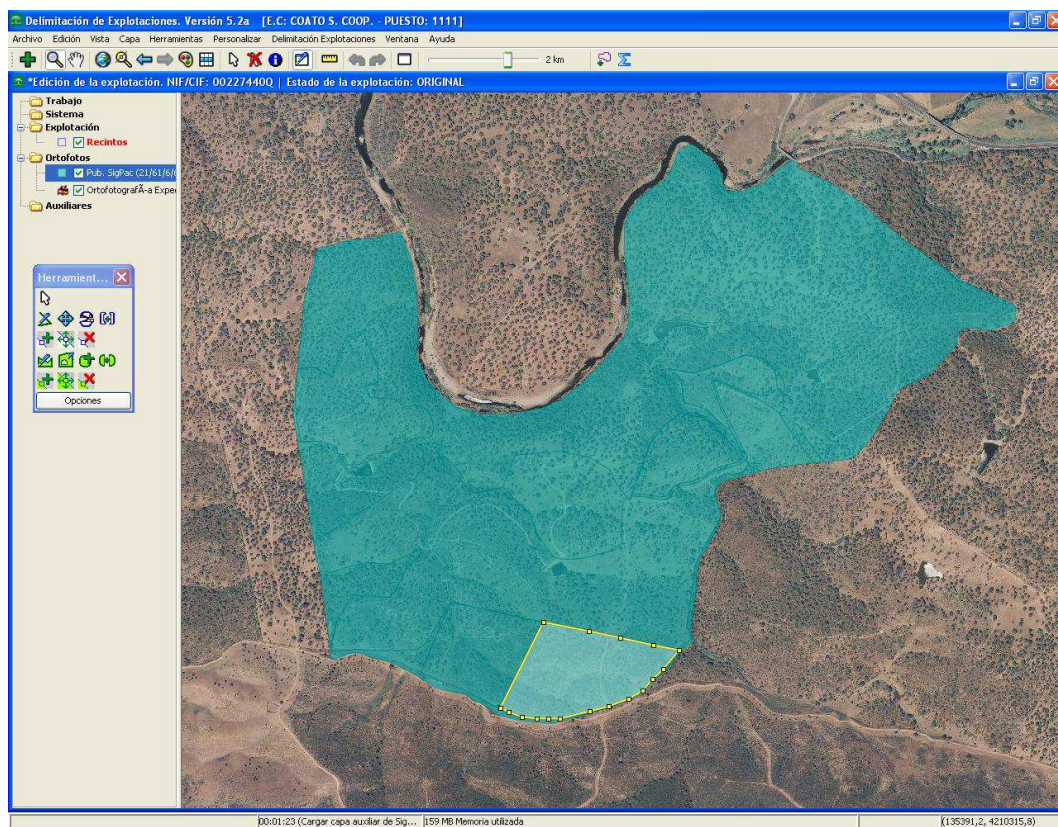 Delimitación de Explotaciones. Versión 5.2a [E.C: COATO S. COOP. - PUESTO: 1111]
Archivo Edición Vista Capa Herramientas Personalizar Delimitación Explotaciones Ventana Ayuda
2 km
*Edición de la explotación. NIF/CIF: 00227440Q | Estado de la explotación: ORIGINAL
Trabajo
Sistema
Explotación
Recintos
Ortofotos
Pub. SigPac (21/61/6/6
OrtofotografÃ-a Expe
Auxiliares
Herramient...
Opciones
00:01:23 (Cargar capa auxiliar de Sig... 159 MB Memoria utilizada (135391,2, 4210315,8)